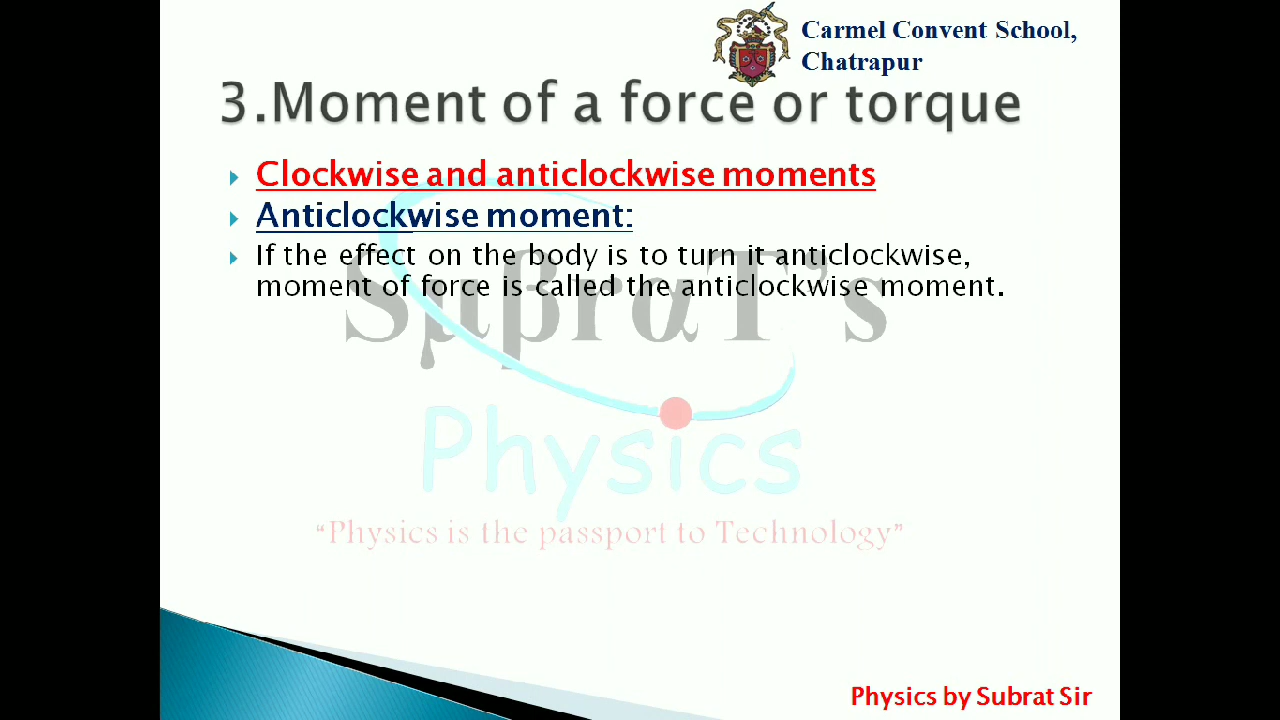 Carmel Convent School,
Chatrapur
3.Moment of a force or torque
Clockwise and anticlockwise moments
Anticlockwise moment:
If the effect on the body is to turn it anticlockwise,
moment of force is called the anticlockwise moment.
SμβrαT's
Physics
“Physics is the passport to Technology”
Physics by Subrat Sir